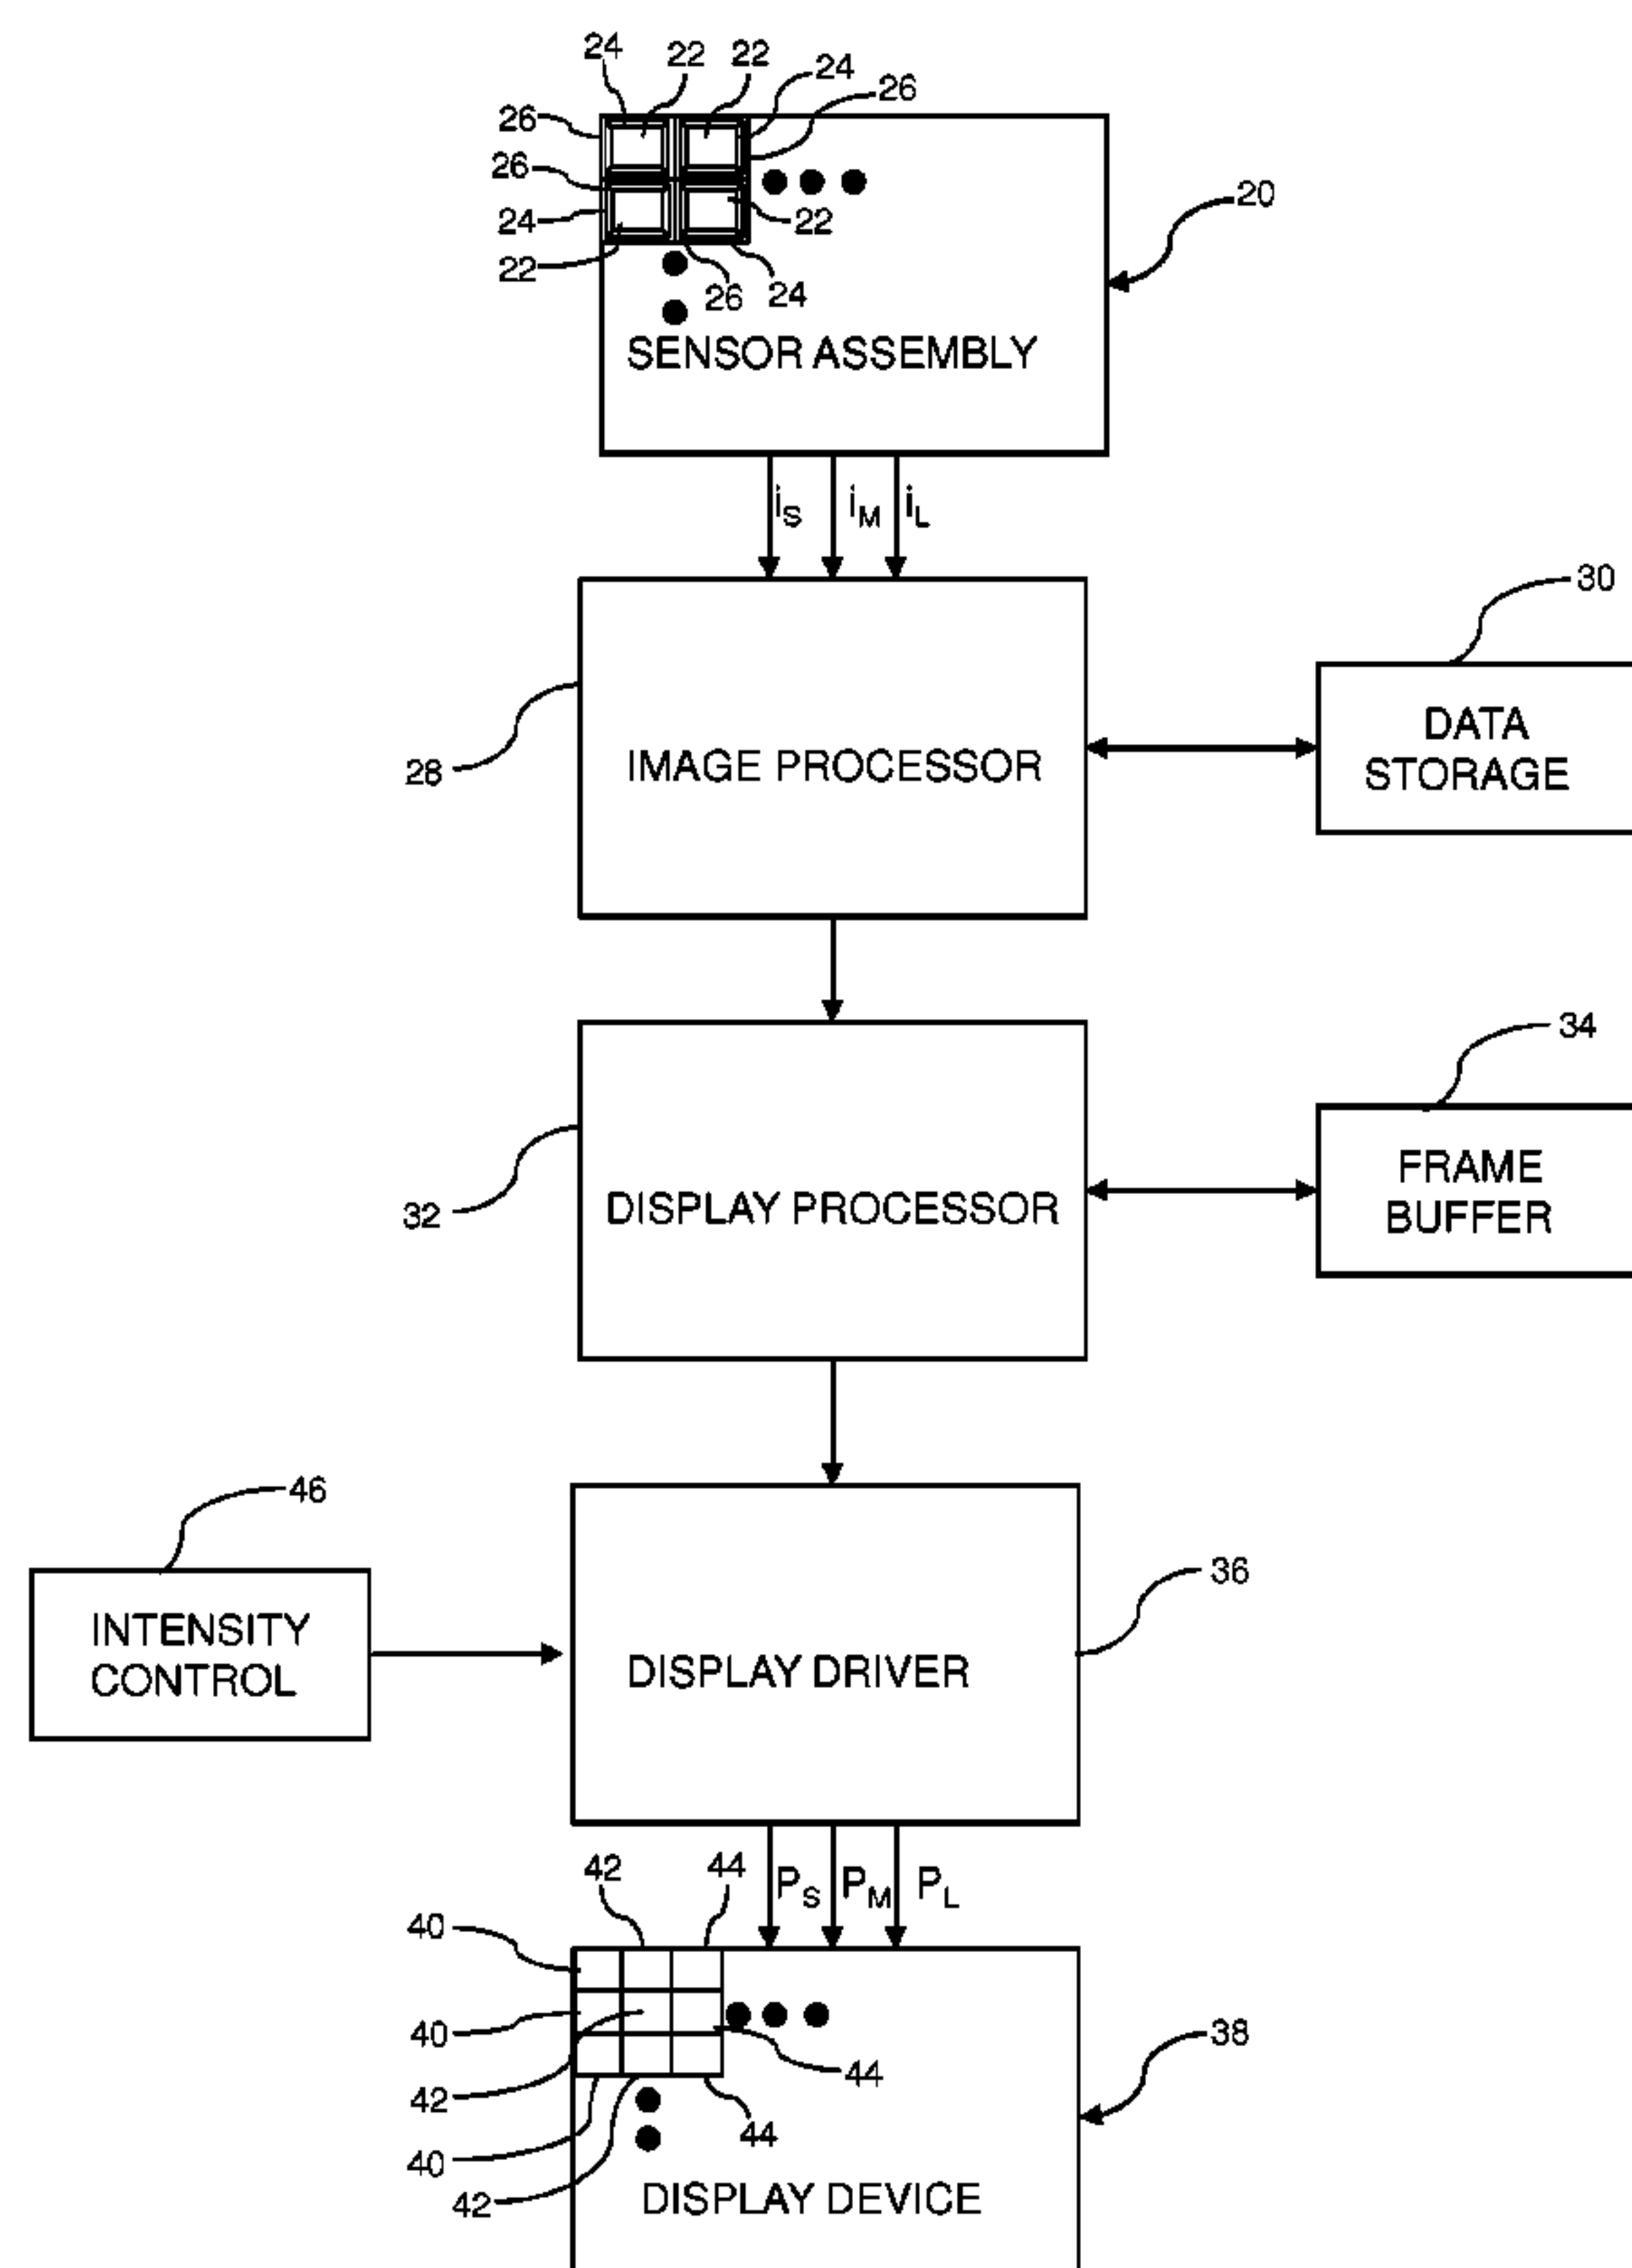 24 22 22 24 26
26
26
24 22
22 26 24
20
SENSOR ASSEMBLY
iS iM iL
30
28
IMAGE PROCESSOR
DATA
STORAGE
34
32
DISPLAY PROCESSOR
FRAME
BUFFER
46
INTENSITY
CONTROL
36
DISPLAY DRIVER
42 44 PS PM PL
40
40 38
42 44
40 44
42
DISPLAY DEVICE